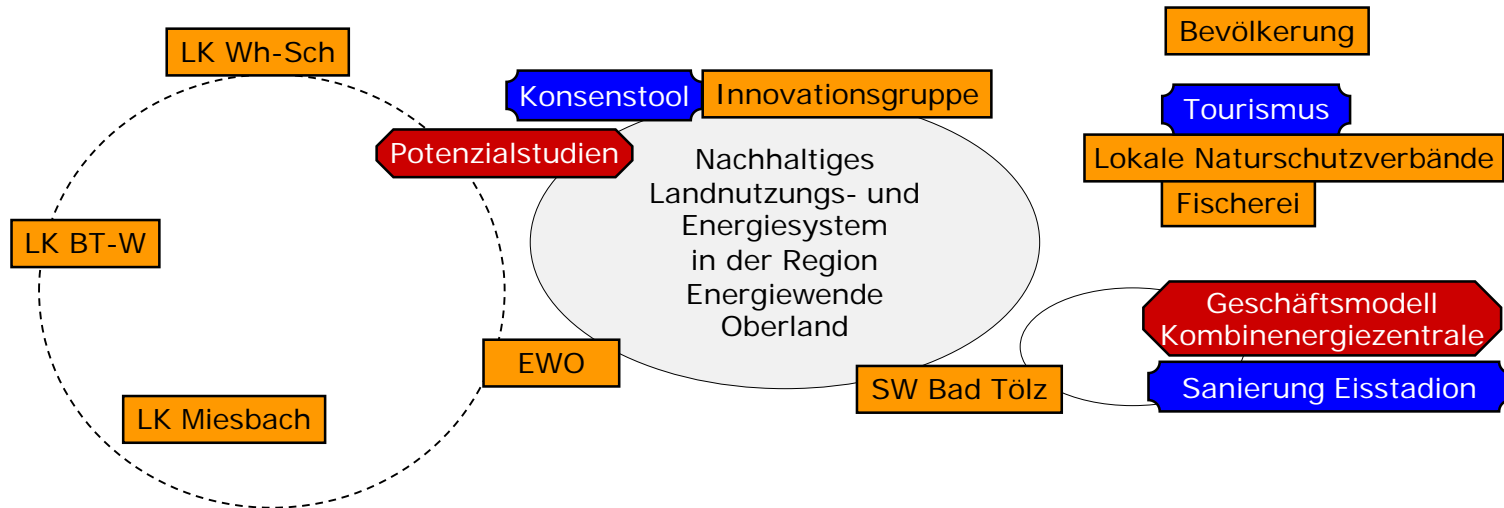 LK Wh-Sch
LK BT-W
LK Miesbach
Potenzialstudien
EWO
Konsenstool
Innovationsgruppe
Nachhaltiges
Landnutzungs- und
Energiesystem
in der Region
Energiewende
Oberland
SW Bad Tölz
Bevölkerung
Tourismus
Lokale Naturschutzverbände
Fischerei
Geschäftsmodell
Kombinenergiezentrale
Sanierung Eisstadion